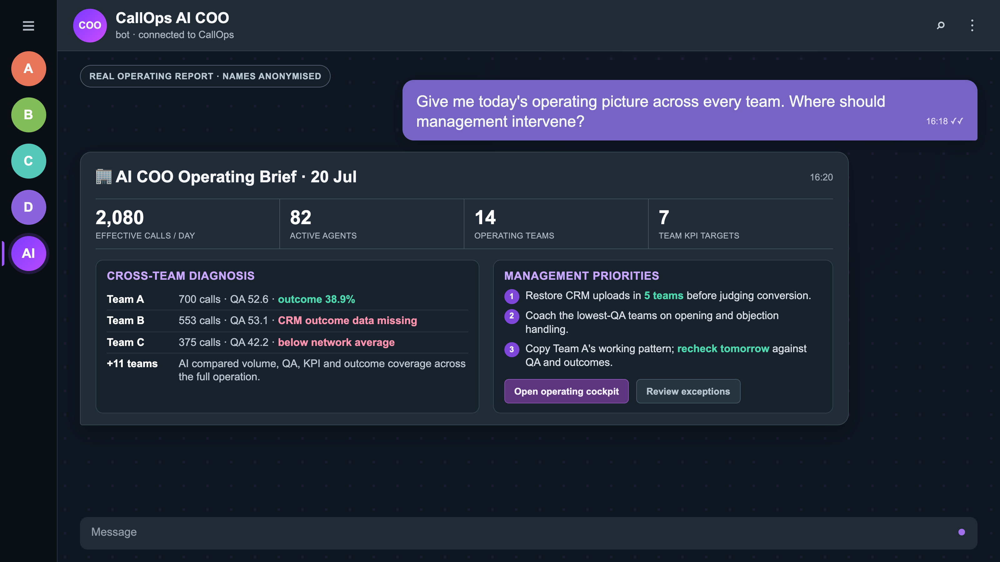 COO
CallOps AI COO
bot · connected to CallOps
A
B
C
D
AI
REAL OPERATING REPORT · NAMES ANONYMISED
Give me today's operating picture across every team. Where should
management intervene?
16:18 ✓✓
AI COO Operating Brief · 20 Jul
16:20
2,080
EFFECTIVE CALLS / DAY
82
ACTIVE AGENTS
14
OPERATING TEAMS
7
TEAM KPI TARGETS
CROSS-TEAM DIAGNOSIS
Team A 700 calls · QA 52.6 · outcome 38.9%
Team B 553 calls · QA 53.1 · CRM outcome data missing
Team C 375 calls · QA 42.2 · below network average
+11 teams AI compared volume, QA, KPI and outcome coverage across
the full operation.
MANAGEMENT PRIORITIES
1 Restore CRM uploads in 5 teams before judging conversion.
2 Coach the lowest-QA teams on opening and objection
handling.
3 Copy Team A's working pattern; recheck tomorrow against
QA and outcomes.
Open operating cockpit
Review exceptions
Message